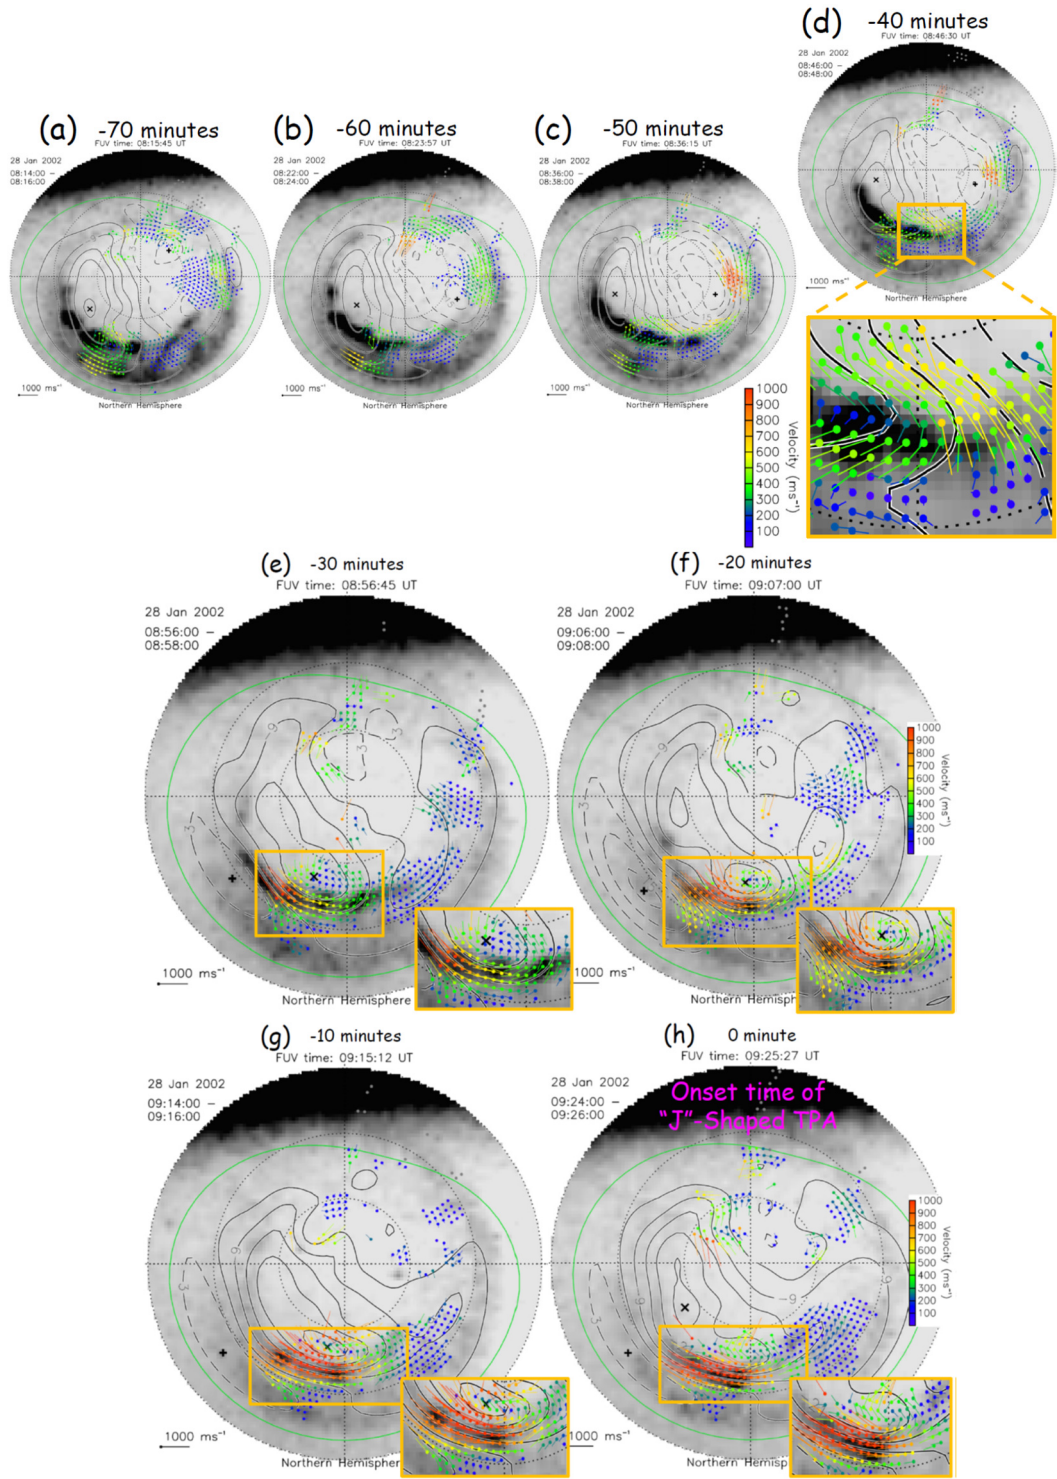 (d) -40 minutes
FUV time: 08:46:30 UT
28 Jan 2002
08:46:00 –
08:48:00
1000 ms⁻¹
Northern Hemisphere
(a) -70 minutes
FUV time: 08:15:45 UT
28 Jan 2002
08:14:00 –
08:16:00
1000 ms⁻¹
Northern Hemisphere
(b) -60 minutes
FUV time: 08:23:57 UT
28 Jan 2002
08:22:00 –
08:24:00
1000 ms⁻¹
Northern Hemisphere
(c) -50 minutes
FUV time: 08:36:15 UT
28 Jan 2002
08:36:00 –
08:38:00
1000 ms⁻¹
Northern Hemisphere
1000
900
800
700
600
500
400
300
200
100
Velocity (ms⁻¹)
(e) -30 minutes
FUV time: 08:56:45 UT
28 Jan 2002
08:56:00 –
08:58:00
-9
3
3
1000 ms⁻¹
Northern Hemisphere
(f) -20 minutes
FUV time: 09:07:00 UT
28 Jan 2002
09:06:00 –
09:08:00
3
1000 ms⁻¹
Northern Hemisp
1000
900
800
700
600
500
400
300
200
100
Velocity (ms⁻¹)
(g) -10 minutes
FUV time: 09:15:12 UT
28 Jan 2002
09:14:00 –
09:16:00
3
1000 ms⁻¹
Northern Hemisphere
(h) 0 minute
FUV time: 09:25:27 UT
28 Jan 2002
09:24:00 –
09:26:00
Onset time of
"J"-Shaped TPA
-9
3
1000 ms⁻¹
Northern Hemisphere
1000
900
800
700
600
500
400
300
200
100
Velocity (ms⁻¹)